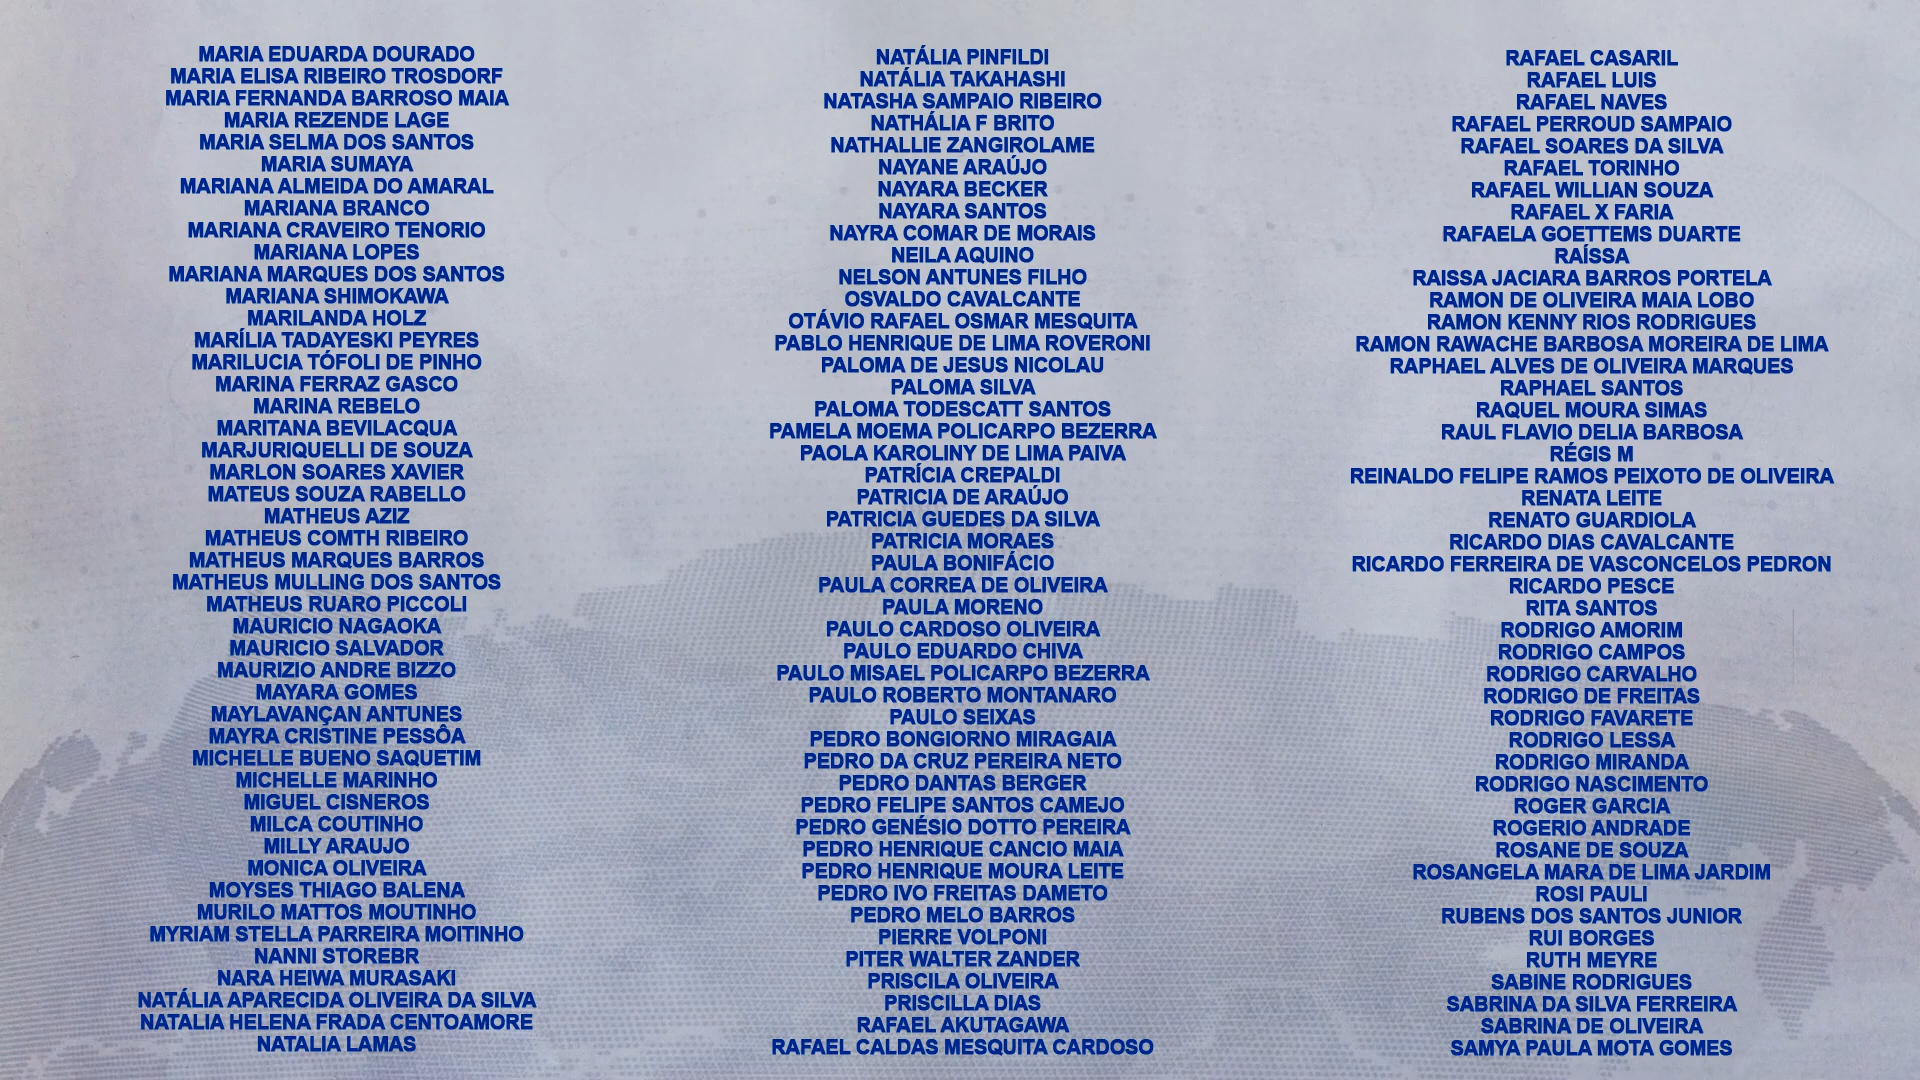 MARIA EDUARDA DOURADO
MARIA ELISA RIBEIRO TROSDORF
MARIA FERNANDA BARROSO MAIA
MARIA REZENDE LAGE
MARIA SELMA DOS SANTOS
MARIA SUMAYA
MARIANA ALMEIDA DO AMARAL
MARIANA BRANCO
MARIANA CRAVEIRO TENORIO
MARIANA LOPES
MARIANA MARQUES DOS SANTOS
MARIANA SHIMOKAWA
MARILANDA HOLZ
MARÍLIA TADAYESKI PEYRES
MARILUCIA TÓFOLI DE PINHO
MARINA FERRAZ GASCO
MARINA REBELO
MARITANA BEVILACQUA
MARJURIQUELLI DE SOUZA
MARLON SOARES XAVIER
MATEUS SOUZA RABELLO
MATHEUS AZIZ
MATHEUS COMTH RIBEIRO
MATHEUS MARQUES BARROS
MATHEUS MULLING DOS SANTOS
MATHEUS RUARO PICCOLI
MAURICIO NAGAOKA
MAURICIO SALVADOR
MAURIZIO ANDRE BIZZO
MAYARA GOMES
MAYLAVANÇAN ANTUNES
MAYRA CRISTINE PESSÔA
MICHELLE BUENO SAQUETIM
MICHELLE MARINHO
MIGUEL CISNEROS
MILCA COUTINHO
MILLY ARAUJO
MONICA OLIVEIRA
MOYSES THIAGO BALENA
MURILO MATTOS MOUTINHO
MYRIAM STELLA PARREIRA MOITINHO
NANNI STOREBR
NARA HEIWA MURASAKI
NATÁLIA APARECIDA OLIVEIRA DA SILVA
NATALIA HELENA FRADA CENTOAMORE
NATALIA LAMAS
NATÁLIA PINFILDI
NATÁLIA TAKAHASHI
NATASHA SAMPAIO RIBEIRO
NATHÁLIA F BRITO
NATHALLIE ZANGIROLAME
NAYANE ARAÚJO
NAYARA BECKER
NAYARA SANTOS
NAYRA COMAR DE MORAIS
NEILA AQUINO
NELSON ANTUNES FILHO
OSVALDO CAVALCANTE
OTÁVIO RAFAEL OSMAR MESQUITA
PABLO HENRIQUE DE LIMA ROVERONI
PALOMA DE JESUS NICOLAU
PALOMA SILVA
PALOMA TODESCATT SANTOS
PAMELA MOEMA POLICARPO BEZERRA
PAOLA KAROLINY DE LIMA PAIVA
PATRÍCIA CREPALDI
PATRICIA DE ARAÚJO
PATRICIA GUEDES DA SILVA
PATRICIA MORAES
PAULA BONIFÁCIO
PAULA CORREA DE OLIVEIRA
PAULA MORENO
PAULO CARDOSO OLIVEIRA
PAULO EDUARDO CHIVA
PAULO MISAEL POLICARPO BEZERRA
PAULO ROBERTO MONTANARO
PAULO SEIXAS
PEDRO BONGIORNO MIRAGAIA
PEDRO DA CRUZ PEREIRA NETO
PEDRO DANTAS BERGER
PEDRO FELIPE SANTOS CAMEJO
PEDRO GENÉSIO DOTTO PEREIRA
PEDRO HENRIQUE CANCIO MAIA
PEDRO HENRIQUE MOURA LEITE
PEDRO IVO FREITAS DAMETO
PEDRO MELO BARROS
PIERRE VOLPONI
PITER WALTER ZANDER
PRISCILA OLIVEIRA
PRISCILLA DIAS
RAFAEL AKUTAGAWA
RAFAEL CALDAS MESQUITA CARDOSO
RAFAEL CASARIL
RAFAEL LUIS
RAFAEL NAVES
RAFAEL PERROUD SAMPAIO
RAFAEL SOARES DA SILVA
RAFAEL TORINHO
RAFAEL WILLIAN SOUZA
RAFAEL X FARIA
RAFAELA GOETTEMS DUARTE
RAÍSSA
RAISSA JACIARA BARROS PORTELA
RAMON DE OLIVEIRA MAIA LOBO
RAMON KENNY RIOS RODRIGUES
RAMON RAWACHE BARBOSA MOREIRA DE LIMA
RAPHAEL ALVES DE OLIVEIRA MARQUES
RAPHAEL SANTOS
RAQUEL MOURA SIMAS
RAUL FLAVIO DELIA BARBOSA
RÉGIS M
REINALDO FELIPE RAMOS PEIXOTO DE OLIVEIRA
RENATA LEITE
RENATO GUARDIOLA
RICARDO DIAS CAVALCANTE
RICARDO FERREIRA DE VASCONCELOS PEDRON
RICARDO PESCE
RITA SANTOS
RODRIGO AMORIM
RODRIGO CAMPOS
RODRIGO CARVALHO
RODRIGO DE FREITAS
RODRIGO FAVARETE
RODRIGO LESSA
RODRIGO MIRANDA
RODRIGO NASCIMENTO
ROGER GARCIA
ROGERIO ANDRADE
ROSANE DE SOUZA
ROSANGELA MARA DE LIMA JARDIM
ROSI PAULI
RUBENS DOS SANTOS JUNIOR
RUI BORGES
RUTH MEYRE
SABINE RODRIGUES
SABRINA DA SILVA FERREIRA
SABRINA DE OLIVEIRA
SAMYA PAULA MOTA GOMES